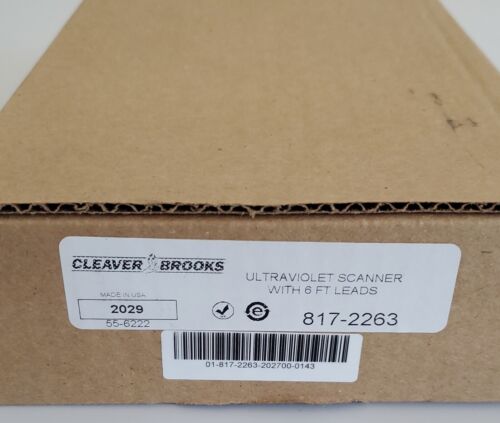 CLEAVER BROOKS
MADE IN USA
2029
55-6222
ULTRAVIOLET SCANNER
WITH 6 FT LEADS
e
817-2263
01-817-2263-202700-0143